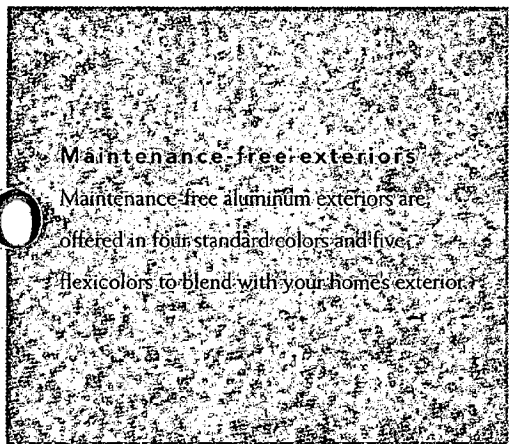 Maintenance-free exteriors
Maintenance-free aluminum exteriors are
offered in four standard colors and five
flexicolors to blend with your home's exterior.